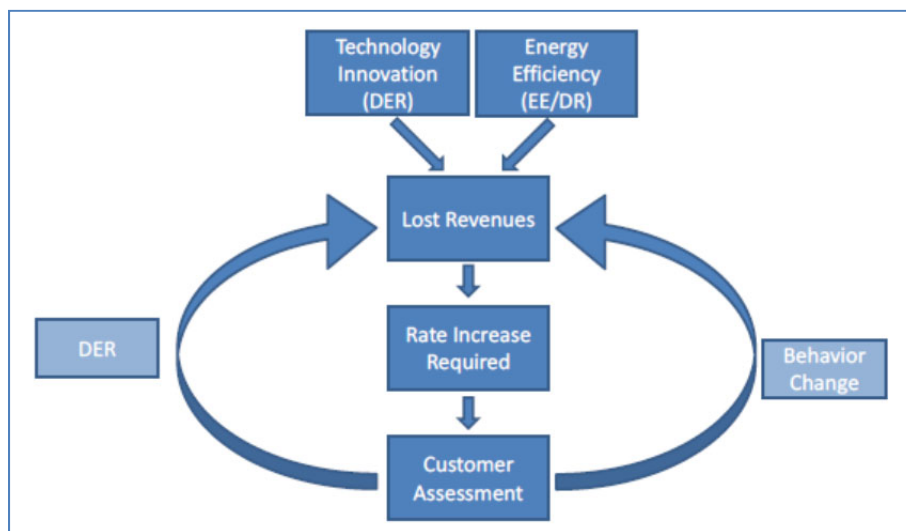 Technology
Innovation
(DER)
Energy
Efficiency
(EE/DR)
Lost Revenues
Rate Increase
Required
DER
Behavior
Change
Customer
Assessment